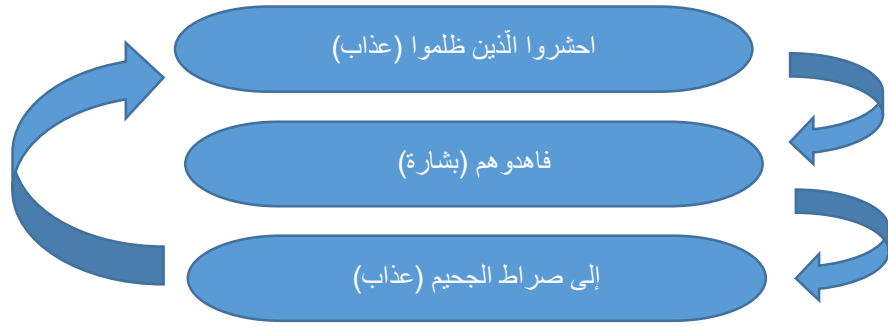 احشروا الّذين ظلموا (عذاب)
فاهدوهم (بشارة)
إلى صراط الجحيم (عذاب)